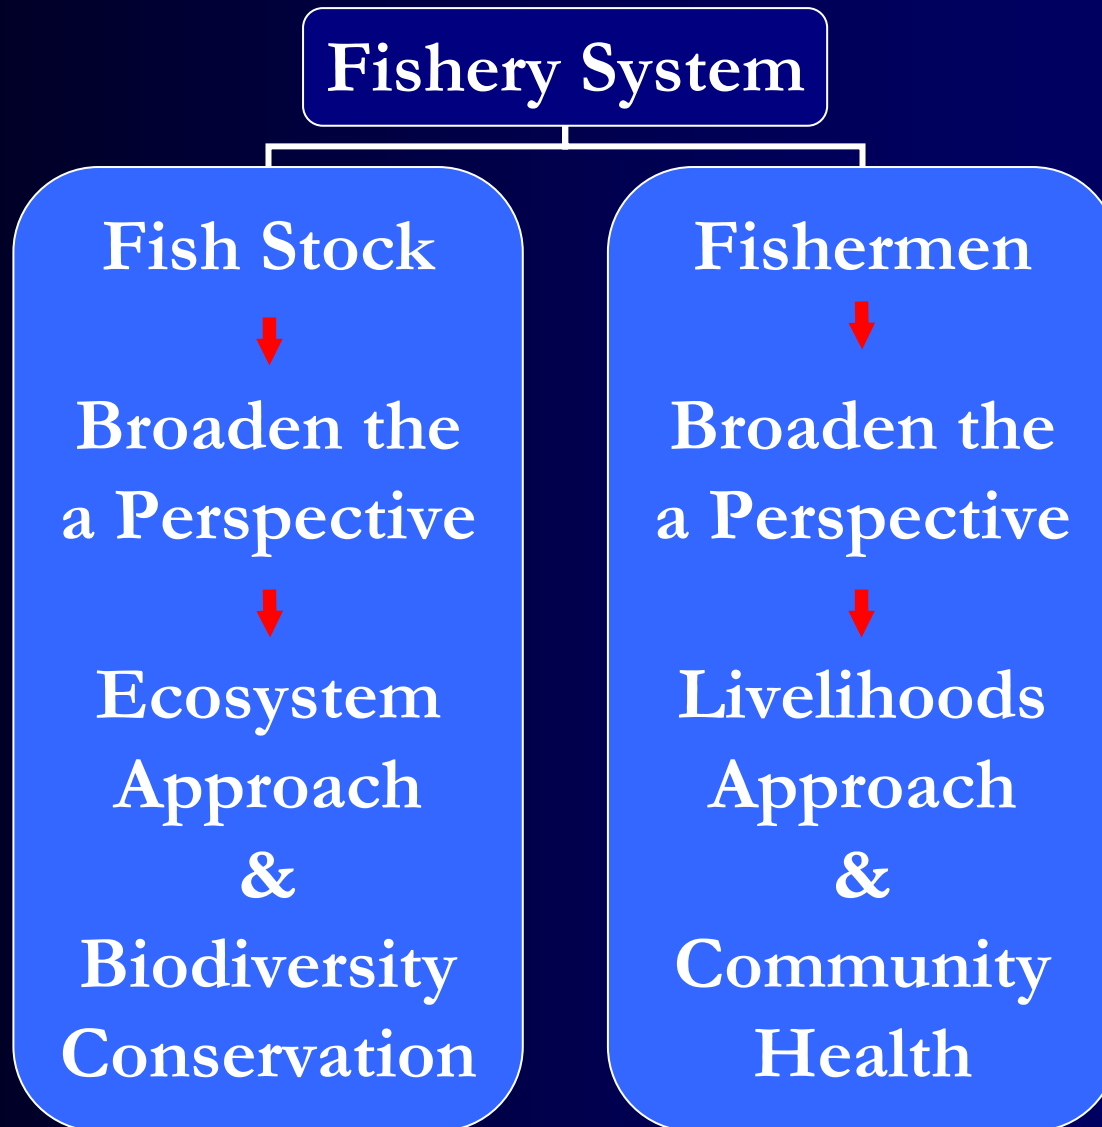 Fishery System
Fish Stock
Broaden the
a Perspective
Ecosystem
Approach
&
Biodiversity
Conservation
Fishermen
Broaden the
a Perspective
Livelihoods
Approach
&
Community
Health